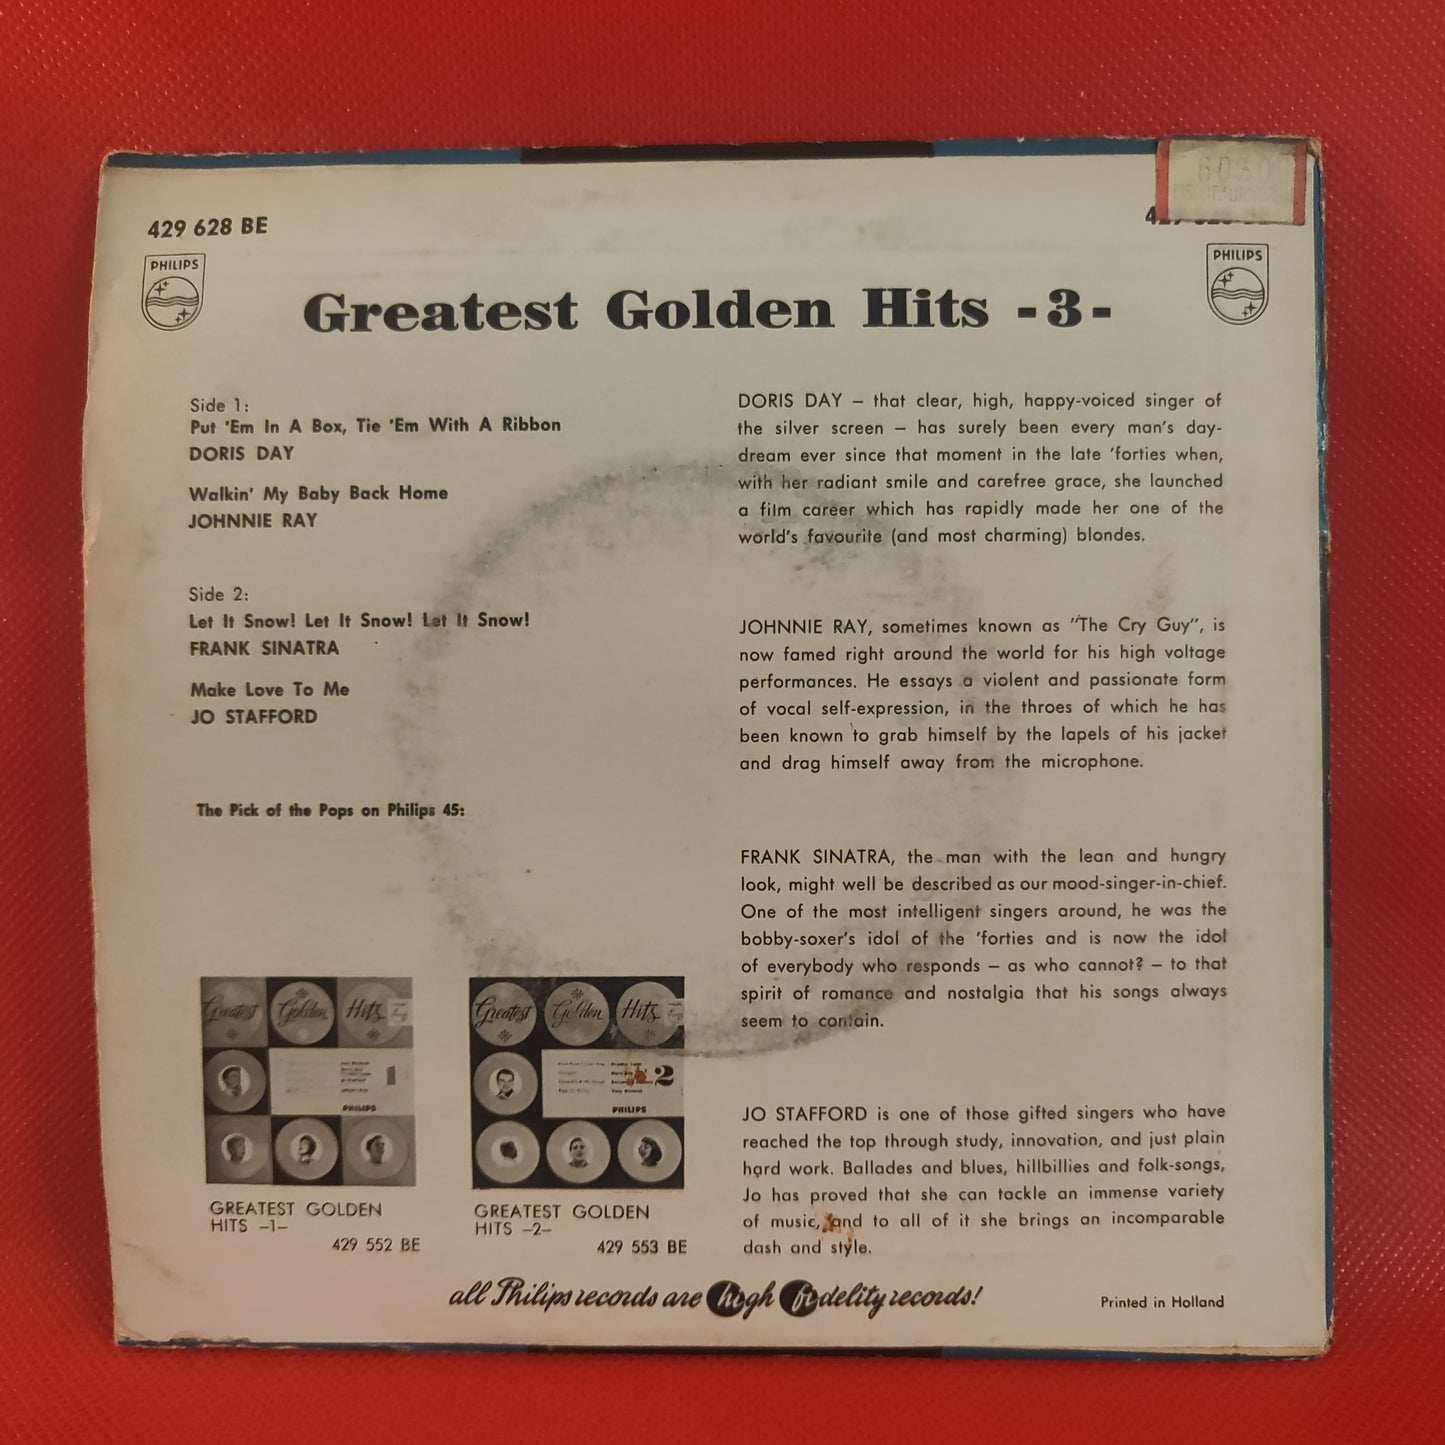 429 628 BE
PHILIPS
PHILIPS
Greatest Golden Hits -3-
Side 1:
Put 'Em In A Box, Tie 'Em With A Ribbon
DORIS DAY
Walkin' My Baby Back Home
JOHNNIE RAY
Side 2:
Let It Snow! Let It Snow! Let It Snow!
FRANK SINATRA
Make Love To Me
JO STAFFORD
The Pick of the Pops on Philips 45:
Greatest Golden Hits
PHILIPS
GREATEST GOLDEN
HITS –1–
429 552 BE
Greatest Golden Hits
2
PHILIPS
GREATEST GOLDEN
HITS –2–
429 553 BE
DORIS DAY – that clear, high, happy-voiced singer of
the silver screen – has surely been every man's day-
dream ever since that moment in the late 'forties when,
with her radiant smile and carefree grace, she launched
a film career which has rapidly made her one of the
world's favourite (and most charming) blondes.
JOHNNIE RAY, sometimes known as "The Cry Guy", is
now famed right around the world for his high voltage
performances. He essays a violent and passionate form
of vocal self-expression, in the throes of which he has
been known to grab himself by the lapels of his jacket
and drag himself away from the microphone.
FRANK SINATRA, the man with the lean and hungry
look, might well be described as our mood-singer-in-chief.
One of the most intelligent singers around, he was the
bobby-soxer's idol of the 'forties and is now the idol
of everybody who responds – as who cannot? – to that
spirit of romance and nostalgia that his songs always
seem to contain.
JO STAFFORD is one of those gifted singers who have
reached the top through study, innovation, and just plain
hard work. Ballades and blues, hillbillies and folk-songs,
Jo has proved that she can tackle an immense variety
of music, and to all of it she brings an incomparable
dash and style.
all Philips records are high fidelity records!
Printed in Holland